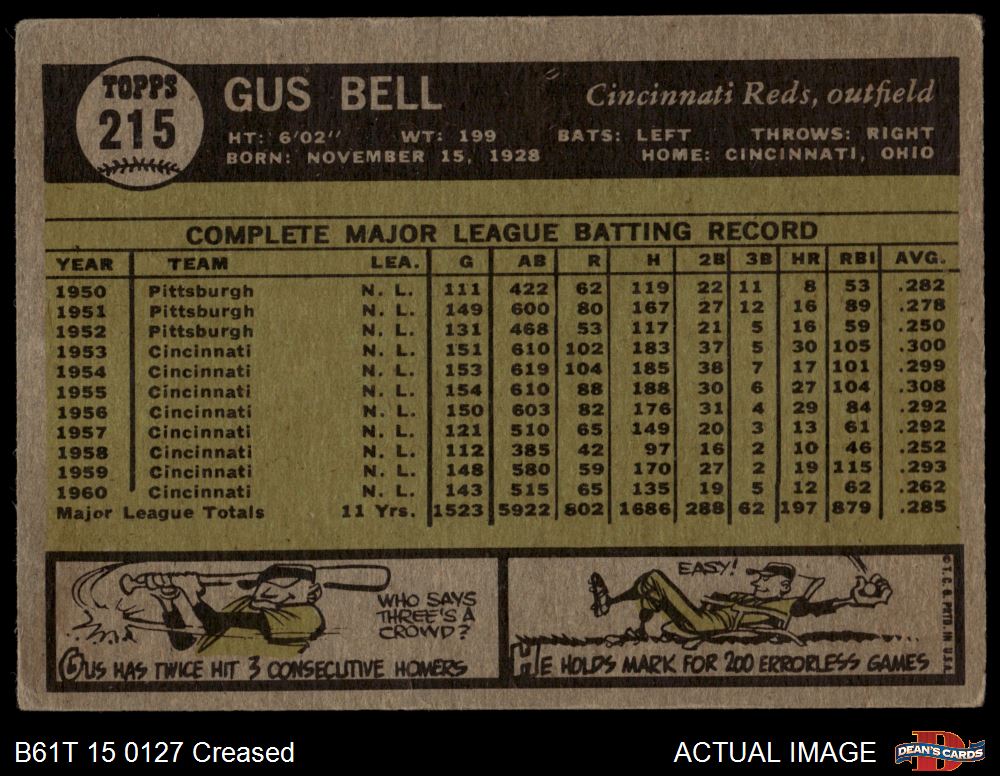 TOPPS
215
GUS BELL
Cincinnati Reds, outfield
HT: 6'02" WT: 199 BATS: LEFT THROWS: RIGHT
BORN: NOVEMBER 15, 1928 HOME: CINCINNATI, OHIO
COMPLETE MAJOR LEAGUE BATTING RECORD
YEAR TEAM LEA. G AB R H 2B 3B HR RBI AVG.
1950 Pittsburgh N. L. 111 422 62 119 22 11 8 53 .282
1951 Pittsburgh N. L. 149 600 80 167 27 12 16 89 .278
1952 Pittsburgh N. L. 131 468 53 117 21 5 16 59 .250
1953 Cincinnati N. L. 151 610 102 183 37 5 30 105 .300
1954 Cincinnati N. L. 153 619 104 185 38 7 17 101 .299
1955 Cincinnati N. L. 154 610 88 188 30 6 27 104 .308
1956 Cincinnati N. L. 150 603 82 176 31 4 29 84 .292
1957 Cincinnati N. L. 121 510 65 149 20 3 13 61 .292
1958 Cincinnati N. L. 112 385 42 97 16 2 10 46 .252
1959 Cincinnati N. L. 148 580 59 170 27 2 19 115 .293
1960 Cincinnati N. L. 143 515 65 135 19 5 12 62 .262
Major League Totals 11 Yrs. 1523 5922 802 1686 288 62 197 879 .285
WHO SAYS
THREE'S A
CROWD?
GUS HAS TWICE HIT 3 CONSECUTIVE HOMERS
EASY!
HE HOLDS MARK FOR 200 ERRORLESS GAMES
© T. C. G. PRTD. IN U.S.A.
B61T 15 0127 Creased
ACTUAL IMAGE
DEAN'S CARDS